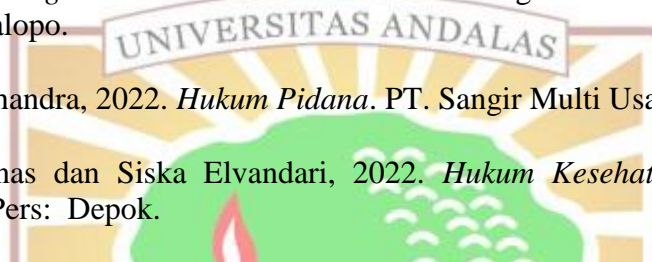 alopo.
UNIVERSITAS ANDALAS
handra, 2022. Hukum Pidana. PT. Sangir Multi Usa
nas dan Siska Elvandari, 2022. Hukum Kesehat
Pers: Depok.